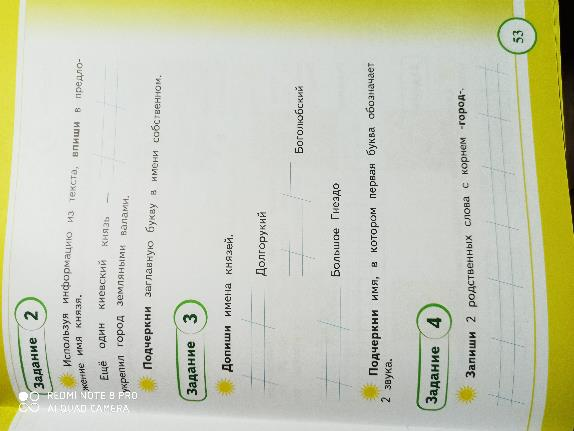 Задание 2
Используя информацию из текста, впиши в предло-
жение имя князя.
Ещё один киевский князь —
укрепил город земляными валами.
Подчеркни заглавную букву в имени собственном.
Задание 3
Допиши имена князей.
Долгорукий
Боголюбский
Большое Гнездо
Подчеркни имя, в котором первая буква обозначает
2 звука.
Задание 4
Запиши 2 родственных слова с корнем -город-.
53
REDMI NOTE 8 PRO
AI QUAD CAMERA